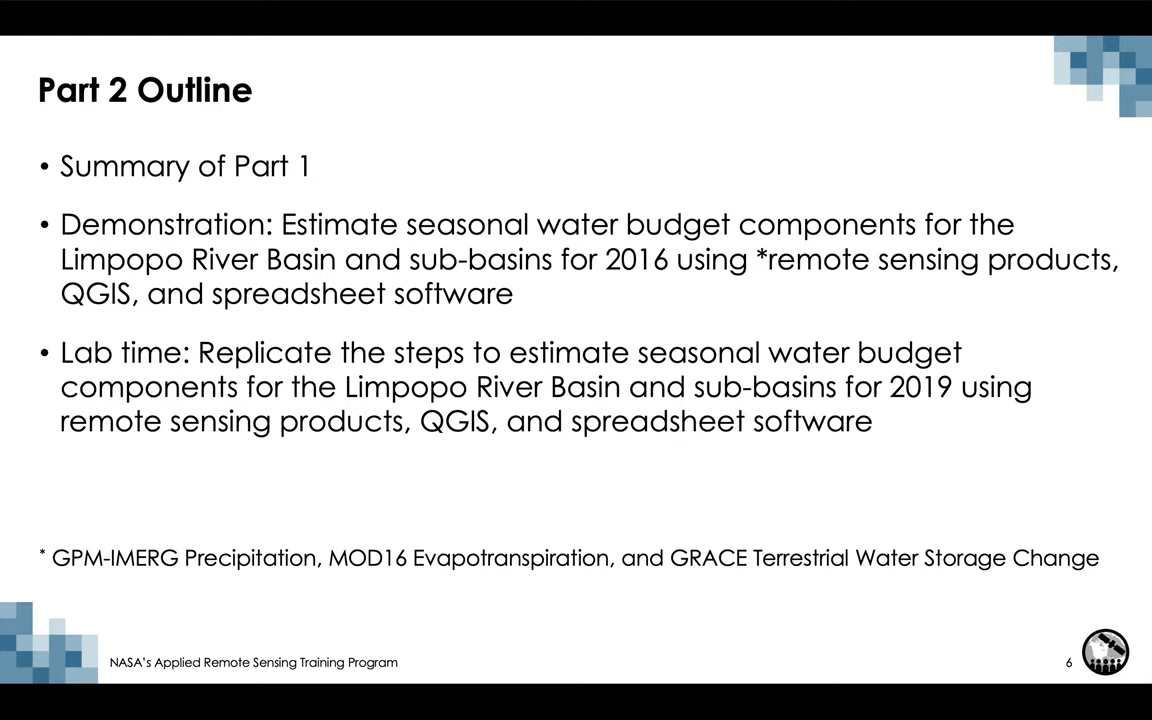 Part 2 Outline
• Summary of Part 1
• Demonstration: Estimate seasonal water budget components for the
Limpopo River Basin and sub-basins for 2016 using *remote sensing products,
QGIS, and spreadsheet software
• Lab time: Replicate the steps to estimate seasonal water budget
components for the Limpopo River Basin and sub-basins for 2019 using
remote sensing products, QGIS, and spreadsheet software
* GPM-IMERG Precipitation, MOD16 Evapotranspiration, and GRACE Terrestrial Water Storage Change
NASA's Applied Remote Sensing Training Program
6